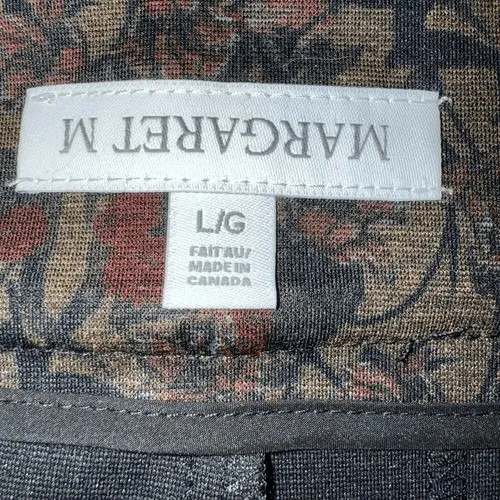 MARGARET M
L/G
FAIT AU/
MADE IN
CANADA